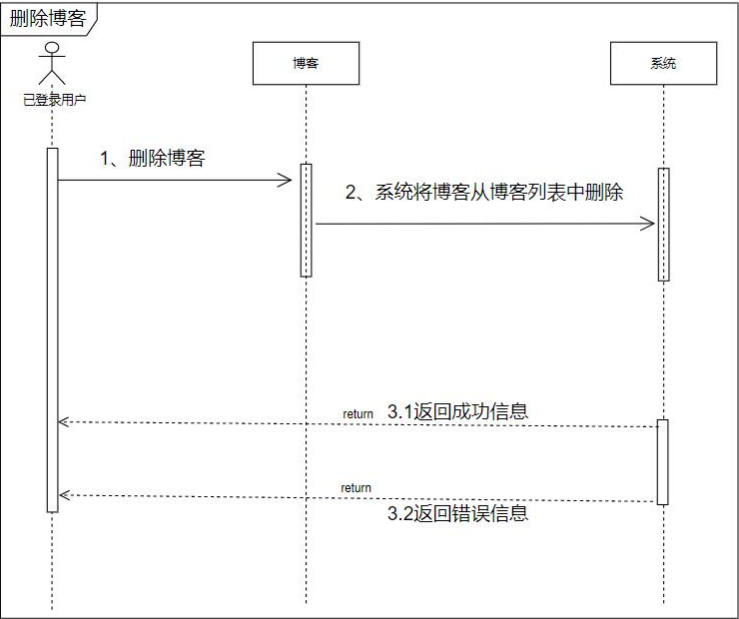 删除博客
已登录用户
博客
系统
1、删除博客
2、系统将博客从博客列表中删除
return 3.1返回成功信息
return
3.2返回错误信息